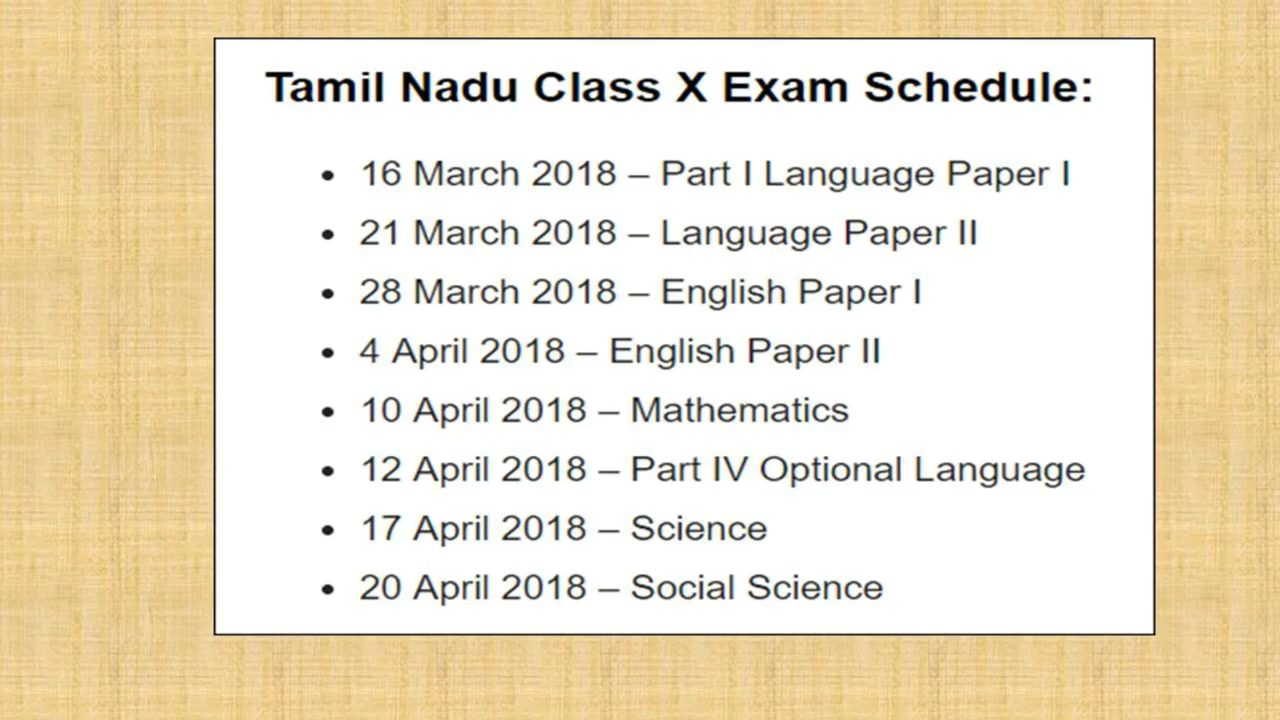 Tamil Nadu Class X Exam Schedule:
• 16 March 2018 – Part I Language Paper I
• 21 March 2018 – Language Paper II
• 28 March 2018 – English Paper I
• 4 April 2018 – English Paper II
• 10 April 2018 – Mathematics
• 12 April 2018 – Part IV Optional Language
• 17 April 2018 – Science
• 20 April 2018 – Social Science